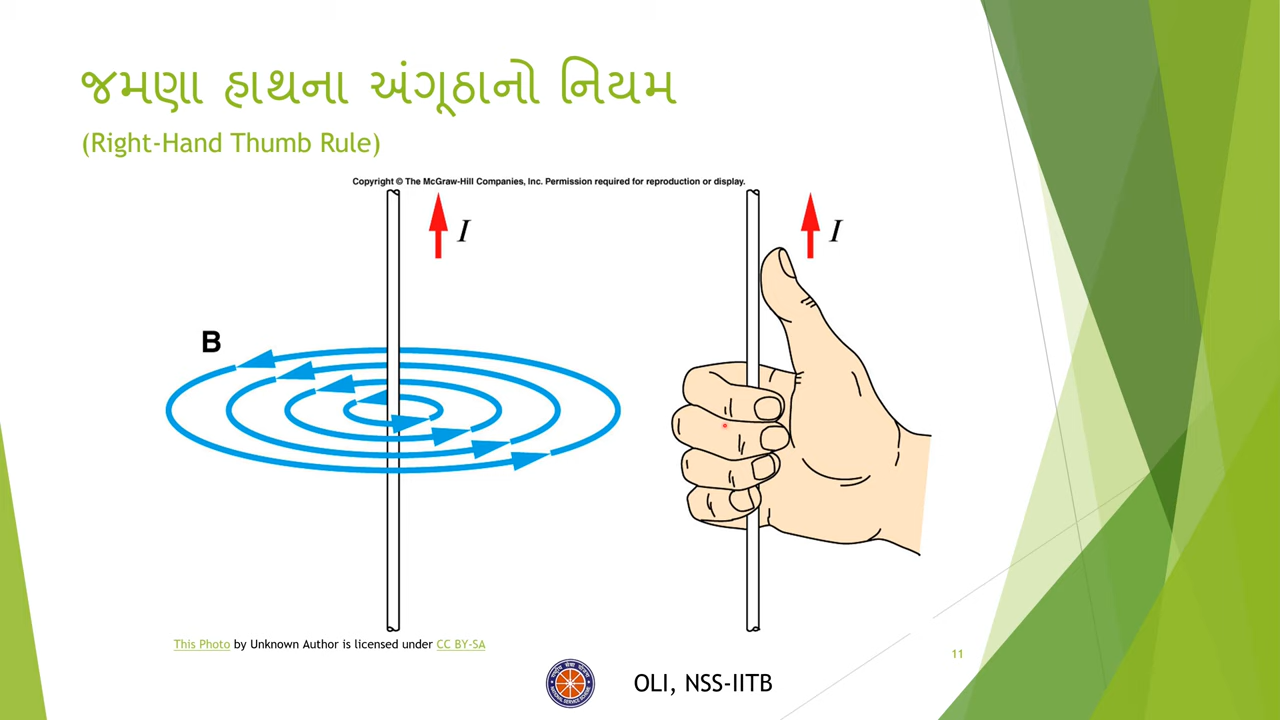 જમણા હાથના અંગૂઠાનો નિયમ
(Right-Hand Thumb Rule)
Copyright © The McGraw-Hill Companies, Inc. Permission required for reproduction or display.
I
I
B
This Photo by Unknown Author is licensed under CC BY-SA
11
OLI, NSS-IITB